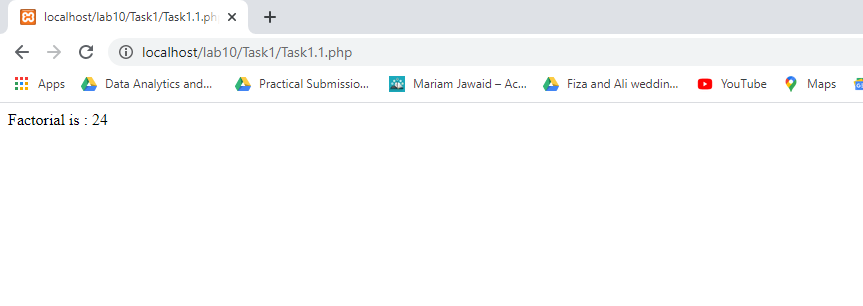 localhost/lab10/Task1/Task1.1.php
localhost/lab10/Task1/Task1.1.php
Apps Data Analytics and... Practical Submissio... Mariam Jawaid – Ac... Fiza and Ali weddin... YouTube Maps
Factorial is : 24